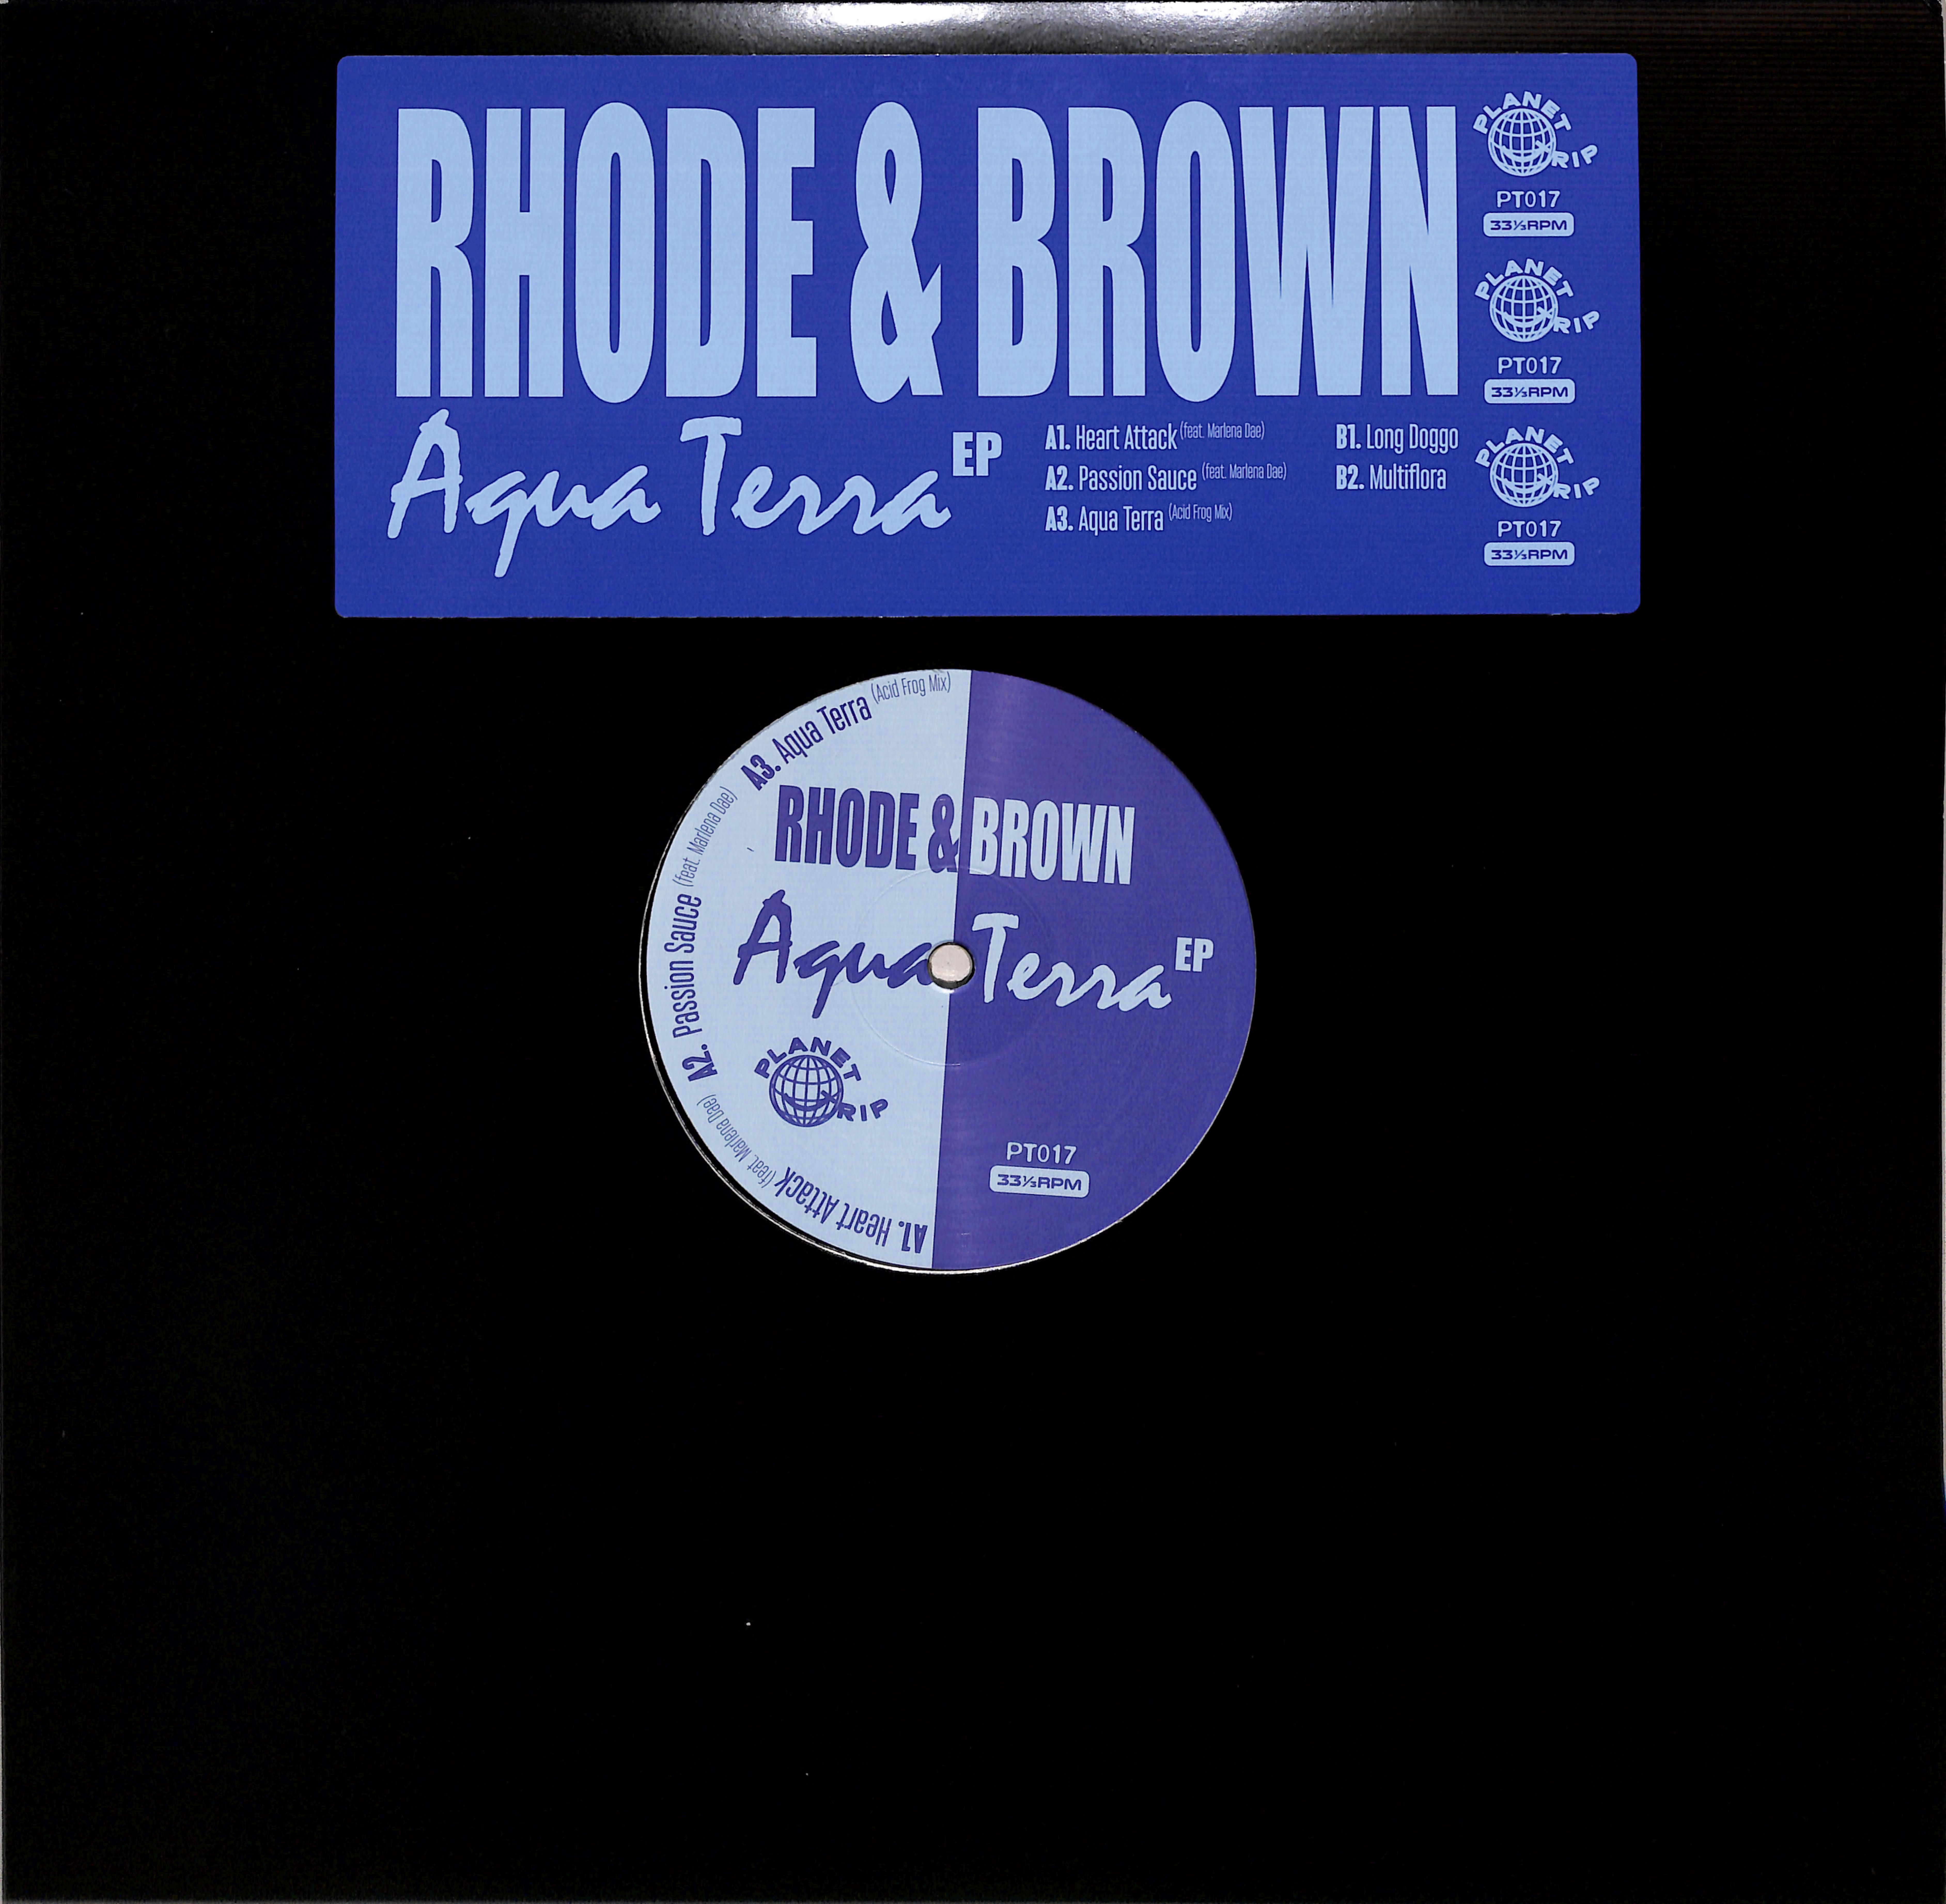 RHODE & BROWN
Aqua Terra EP
A1. Heart Attack (feat. Marlena Dae)
A2. Passion Sauce (feat. Marlena Dae)
A3. Aqua Terra (Acid Frog Mix)
B1. Long Doggo
B2. Multiflora
PLANET TRIP
PT017
33⅓RPM
PLANET TRIP
PT017
33⅓RPM
PLANET TRIP
PT017
33⅓RPM
A1. Heart Attack (feat. Marlena Dae)
A2. Passion Sauce (feat. Marlena Dae)
A3. Aqua Terra (Acid Frog Mix)
RHODE & BROWN
Aqua Terra EP
PLANET TRIP
PT017
33⅓RPM